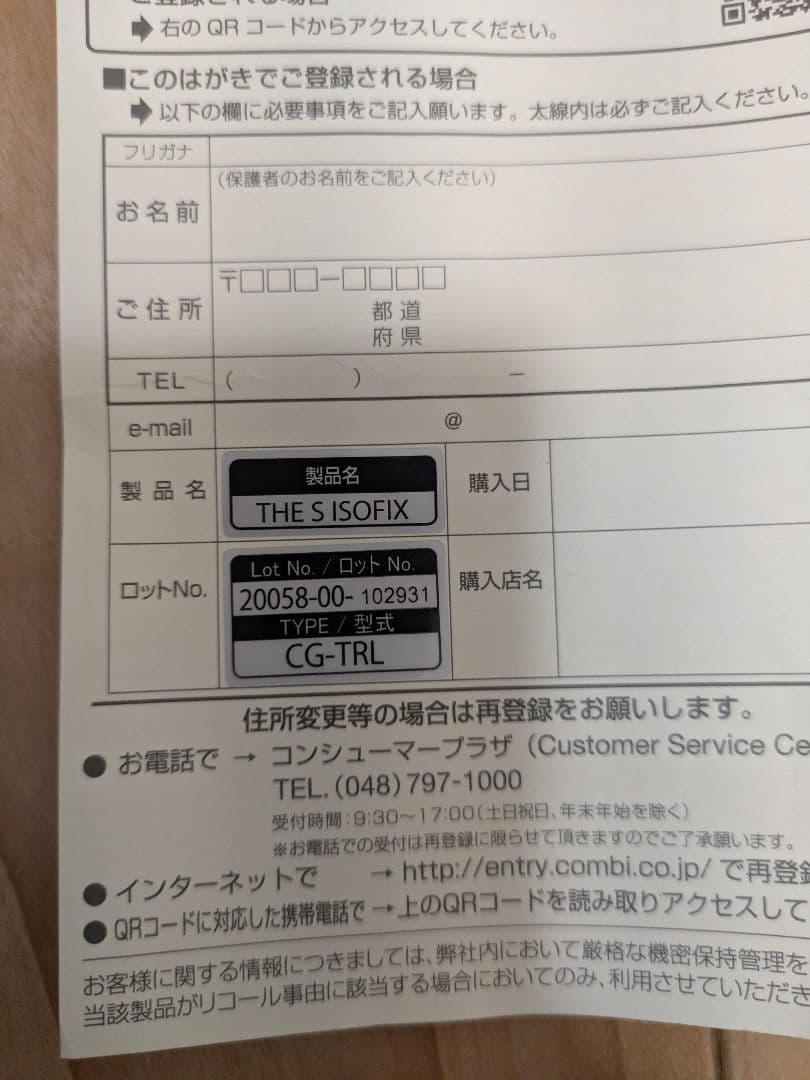 ➡ 右のQRコードからアクセスしてください。
■このはがきでご登録される場合
➡ 以下の欄に必要事項をご記入願います。太線内は必ずご記入ください。
フリガナ
お名前
(保護者のお名前をご記入ください)
ご住所
〒□□□-□□□□
都道
府県
TEL ( ) −
e-mail @
製品名
製品名
THE S ISOFIX
購入日
ロットNo.
Lot No. / ロット No.
20058-00- 102931
TYPE / 型式
CG-TRL
購入店名
住所変更等の場合は再登録をお願いします。
● お電話で → コンシューマープラザ (Customer Service Ce
TEL.(048)797-1000
受付時間:9:30〜17:00(土日祝日、年末年始を除く)
※お電話での受付は再登録に限らせて頂きますのでご了承願います。
● インターネットで → http://entry.combi.co.jp/ で再登録
● QRコードに対応した携帯電話で → 上のQRコードを読み取りアクセスして
お客様に関する情報につきましては、弊社内において厳格な機密保持管理を
当該製品がリコール事由に該当する場合においてのみ、利用させていただき